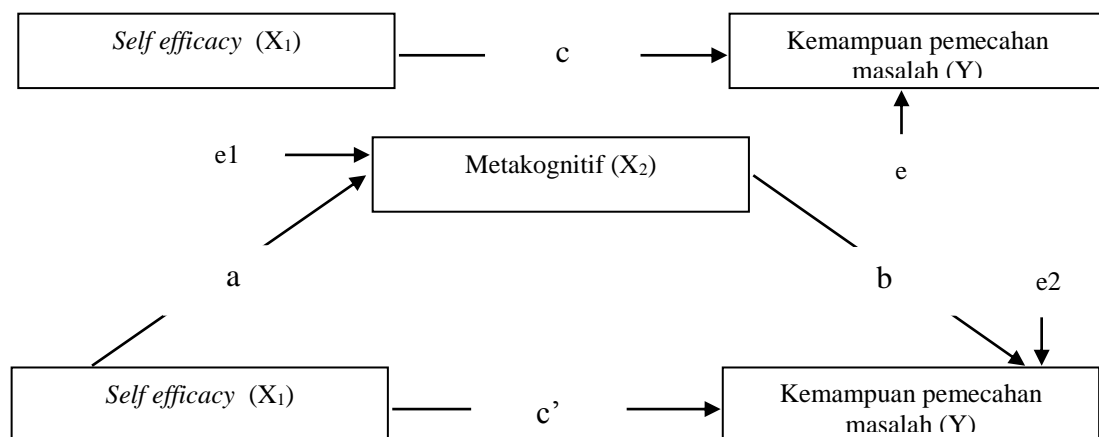 Self efficacy (X₁)
c
Kemampuan pemecahan
masalah (Y)
e1
Metakognitif (X₂)
e
a
b
e2
Self efficacy (X₁)
c’
Kemampuan pemecahan
masalah (Y)